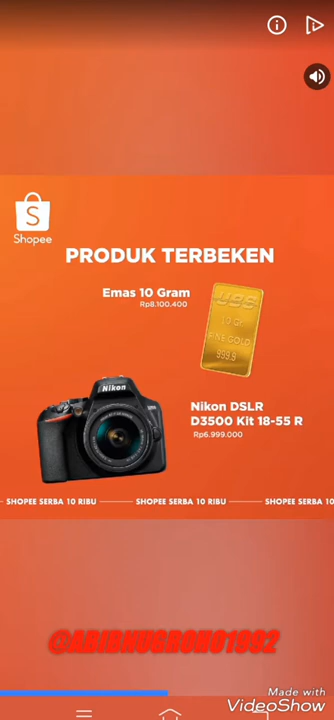 Shopee
PRODUK TERBEKEN
Emas 10 Gram
Rp8.100.400
UBS
10 Gr
FINE GOLD
999.9
Nikon
Nikon DSLR
D3500 Kit 18-55 R
Rp6.999.000
SHOPEE SERBA 10 RIBU SHOPEE SERBA 10 RIBU SHOPEE SERBA 10
@ARIBNUGROHO1992
Made with
VideoShow